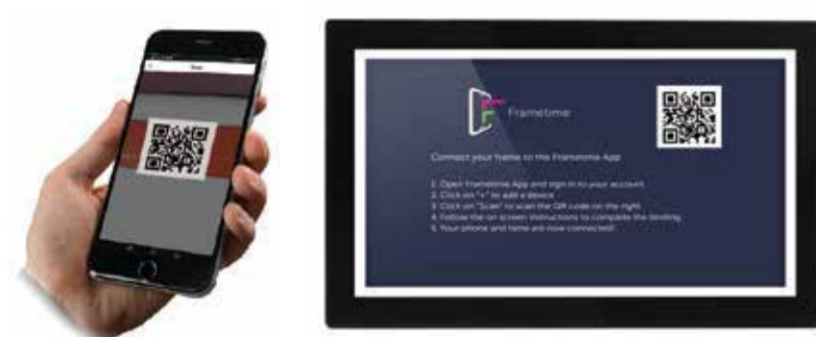 Scan
Frametime
Connect your frame to the Frametime App
1. Open Frametime App and sign in to your account
2. Click on "+" to add a device
3. Click on "Scan" to scan the QR code on the right
4. Follow the on screen instructions to complete the binding
5. Your phone and frame are now connected!